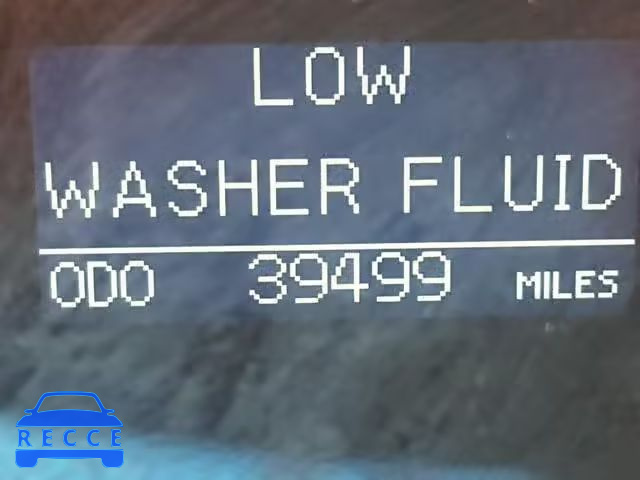 LOW
WASHER FLUID
ODO 39499 MILES
RECCE